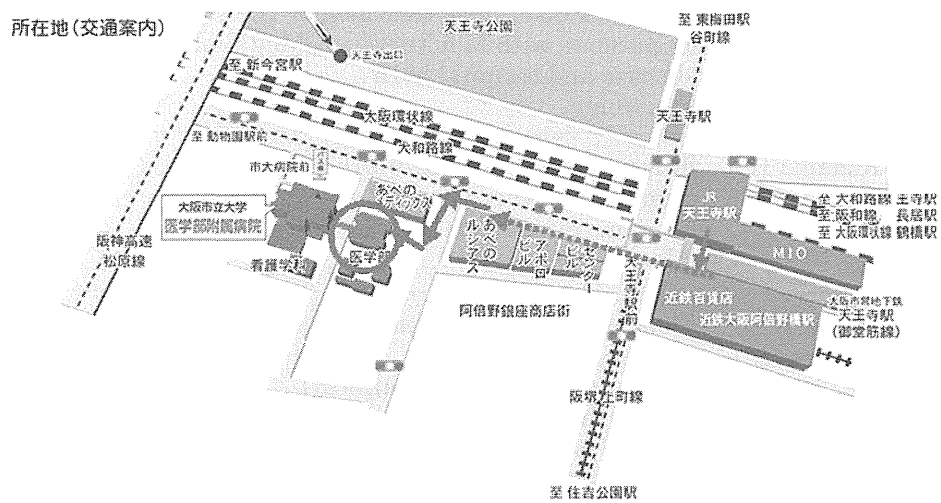 所在地(交通案内)
天王寺公園
至 東梅田駅
谷町線
天王寺出口
至 新今宮駅
大阪環状線
大和路線
天王寺駅
至 動物園駅前
市大病院前
あべの
メディックス
大阪市立大学
医学部附属病院
JR
天王寺駅
至 大和路線 王寺駅
至 阪和線 長居駅
至 大阪環状線 鶴橋駅
MIO
阪神高速
松原線
看護学科
医学部
あべの
ルシアス
アポロ
ビル
センター
ビル
天王寺駅前
近鉄百貨店
近鉄大阪阿倍野橋駅
大阪市営地下鉄
天王寺駅
(御堂筋線)
阿倍野銀座商店街
阪堺上町線
至 住吉公園駅